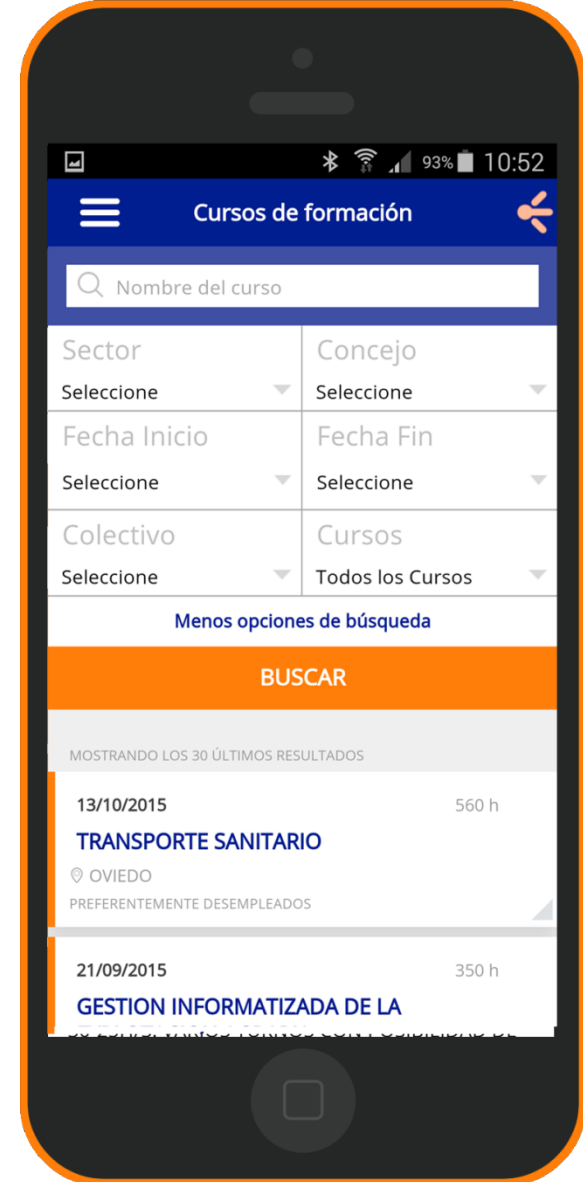 93% 10:52
Cursos de formación
Nombre del curso
Sector Concejo
Seleccione Seleccione
Fecha Inicio Fecha Fin
Seleccione Seleccione
Colectivo Cursos
Seleccione Todos los Cursos
Menos opciones de búsqueda
BUSCAR
MOSTRANDO LOS 30 ÚLTIMOS RESULTADOS
13/10/2015 560 h
TRANSPORTE SANITARIO
OVIEDO
PREFERENTEMENTE DESEMPLEADOS
21/09/2015 350 h
GESTION INFORMATIZADA DE LA